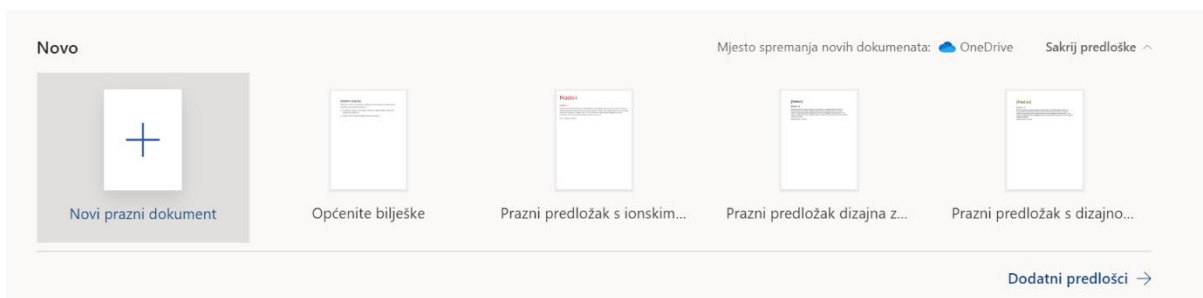 Novo
Mjesto spremanja novih dokumenata: OneDrive
Sakrij predloške
Novi prazni dokument
Općenite bilješke
Prazni predložak s ionskim...
Prazni predložak dizajna z...
Prazni predložak s dizajno...
Dodatni predlošci